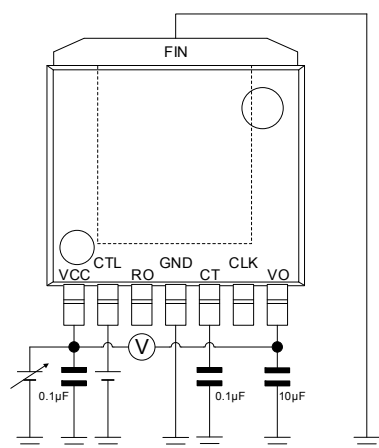 FIN
VCC CTL RO GND CT CLK VO
V
0.1µF 0.1µF 10µF